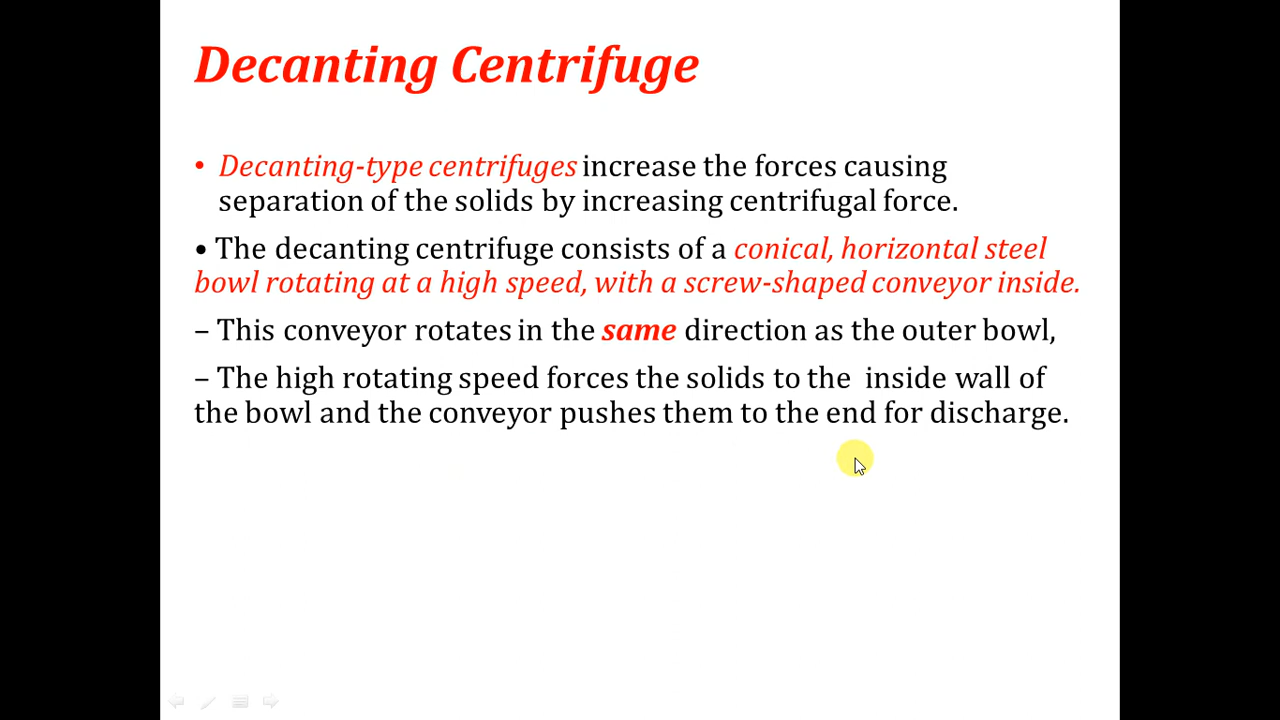 Decanting Centrifuge
• Decanting-type centrifuges increase the forces causing
separation of the solids by increasing centrifugal force.
• The decanting centrifuge consists of a conical, horizontal steel
bowl rotating at a high speed, with a screw-shaped conveyor inside.
– This conveyor rotates in the same direction as the outer bowl,
– The high rotating speed forces the solids to the inside wall of
the bowl and the conveyor pushes them to the end for discharge.